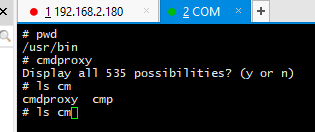 1 192.168.2.180
2 COM
# pwd
/usr/bin
# cmdproxy
Display all 535 possibilities? (y or n)
# ls cm
cmdproxy  cmp
# ls cm